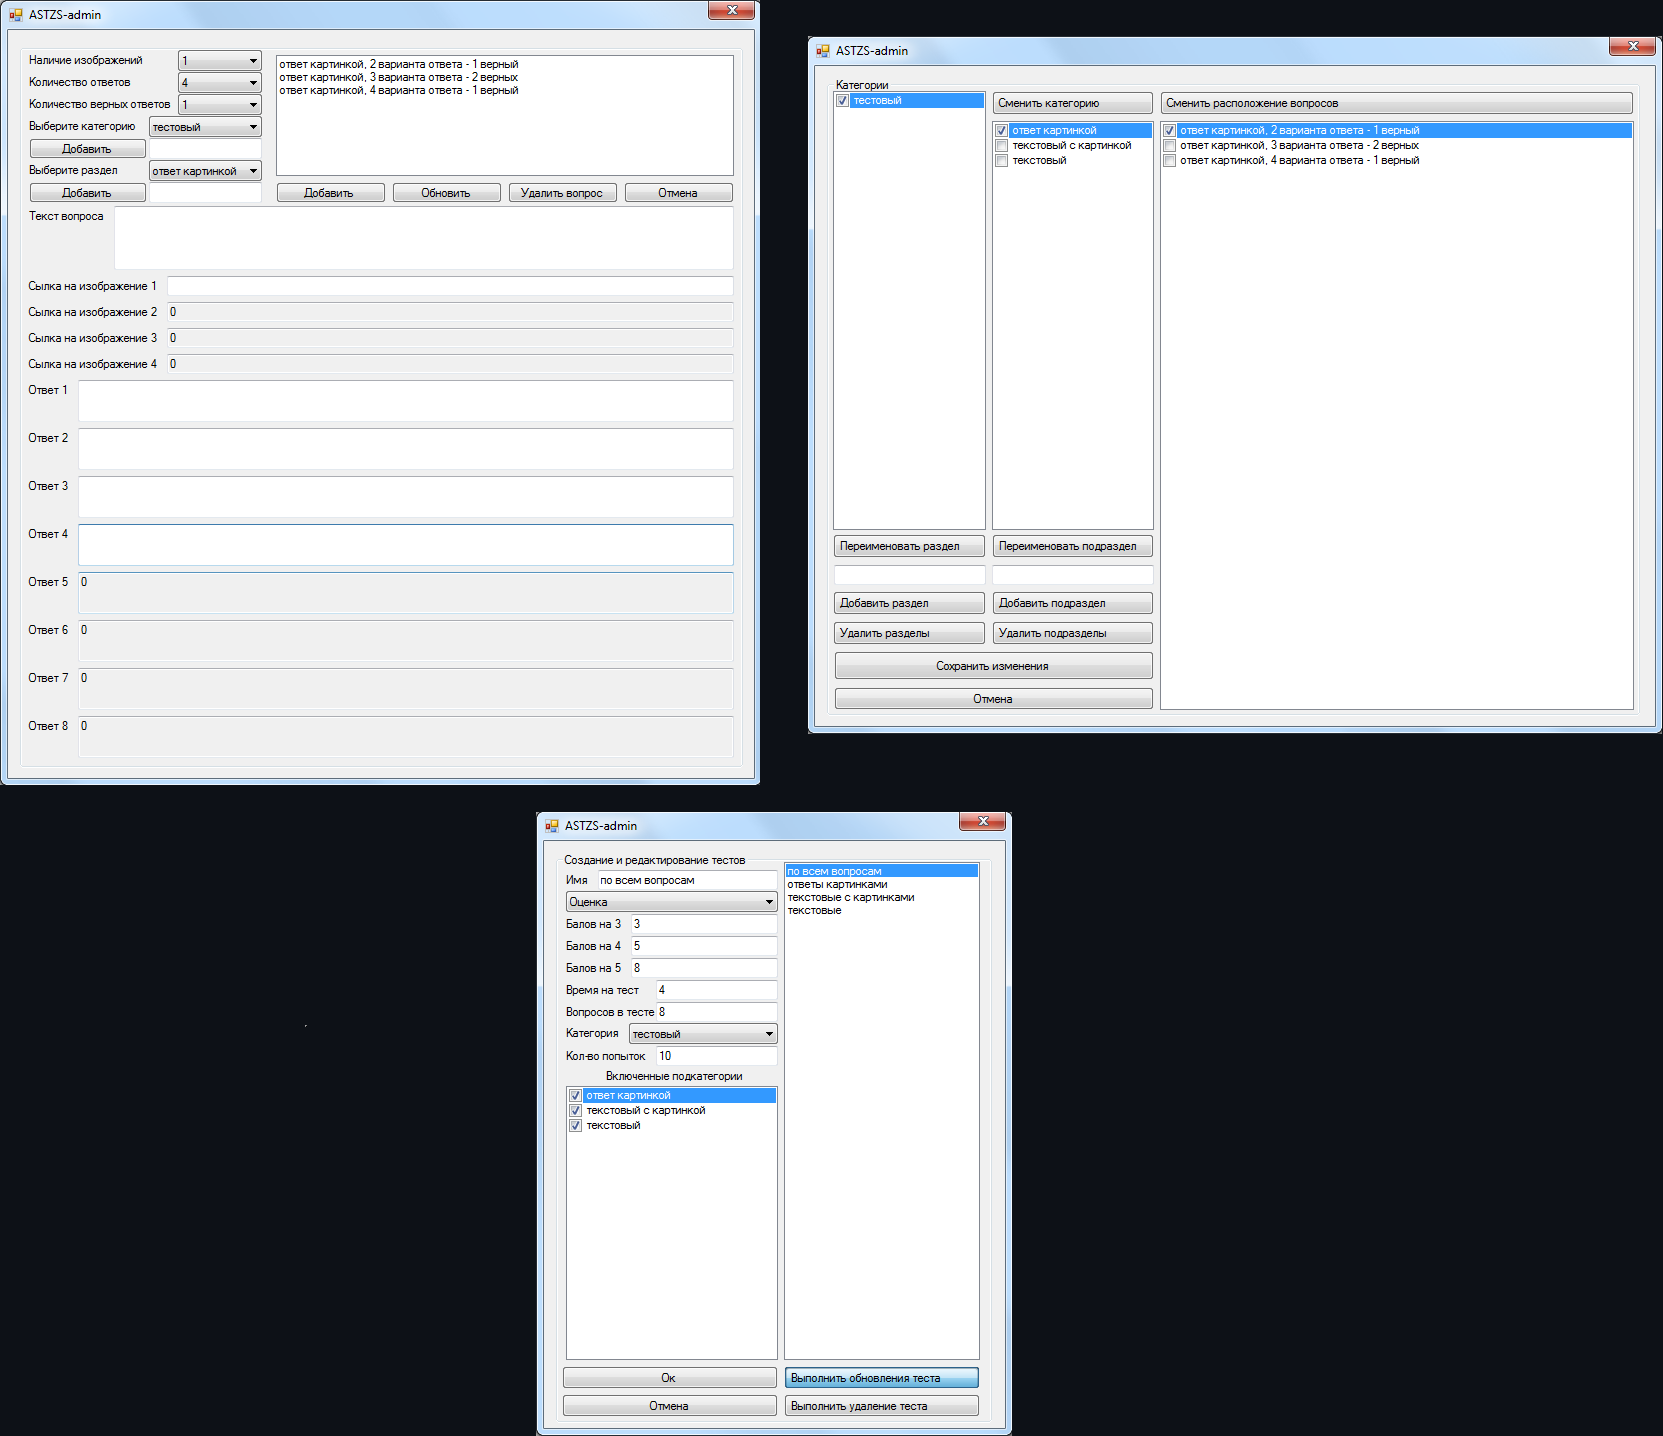 ASTZS-admin
Наличие изображений 1
Количество ответов 4
Количество верных ответов 1
Выберите категорию тестовый
Добавить
Выберите раздел ответ картинкой
Добавить
ответ картинкой, 2 варианта ответа - 1 верный
ответ картинкой, 3 варианта ответа - 2 верных
ответ картинкой, 4 варианта ответа - 1 верный
Добавить Обновить Удалить вопрос Отмена
Текст вопроса
Сылка на изображение 1
Сылка на изображение 2 0
Сылка на изображение 3 0
Сылка на изображение 4 0
Ответ 1
Ответ 2
Ответ 3
Ответ 4
Ответ 5 0
Ответ 6 0
Ответ 7 0
Ответ 8 0
ASTZS-admin
Категории
тестовый
Сменить категорию
ответ картинкой
текстовый с картинкой
текстовый
Сменить расположение вопросов
ответ картинкой, 2 варианта ответа - 1 верный
ответ картинкой, 3 варианта ответа - 2 верных
ответ картинкой, 4 варианта ответа - 1 верный
Переименовать раздел Переименовать подраздел
Добавить раздел Добавить подраздел
Удалить разделы Удалить подразделы
Сохранить изменения
Отмена
ASTZS-admin
Создание и редактирование тестов
Имя по всем вопросам
Оценка
Балов на 3 3
Балов на 4 5
Балов на 5 8
Время на тест 4
Вопросов в тесте 8
Категория тестовый
Кол-во попыток 10
Включенные подкатегории
ответ картинкой
текстовый с картинкой
текстовый
по всем вопросам
ответы картинками
текстовые с картинками
текстовые
Ок Выполнить обновления теста
Отмена Выполнить удаление теста